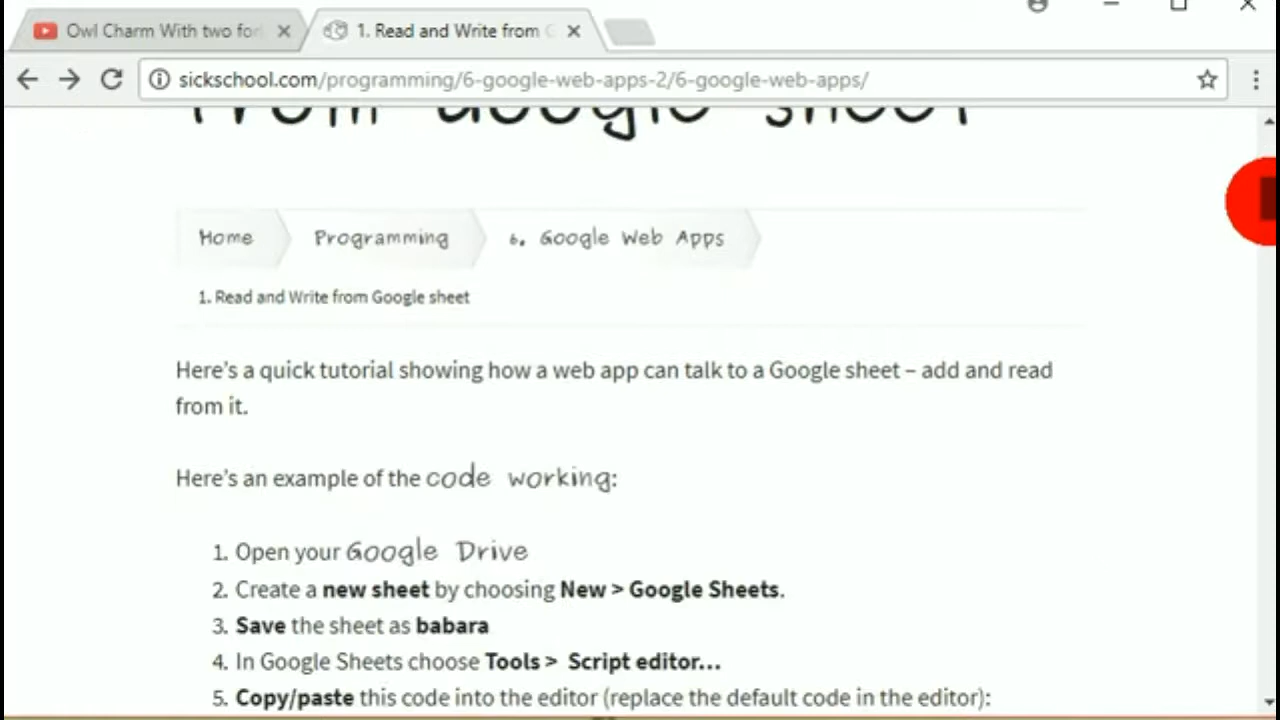 Owl Charm With two for
1. Read and Write from G
sickschool.com/programming/6-google-web-apps-2/6-google-web-apps/
from Google sheet
Home
Programming
6. Google Web Apps
1. Read and Write from Google sheet
Here's a quick tutorial showing how a web app can talk to a Google sheet – add and read
from it.
Here's an example of the code working:
1. Open your Google Drive
2. Create a new sheet by choosing New > Google Sheets.
3. Save the sheet as babara
4. In Google Sheets choose Tools > Script editor...
5. Copy/paste this code into the editor (replace the default code in the editor):